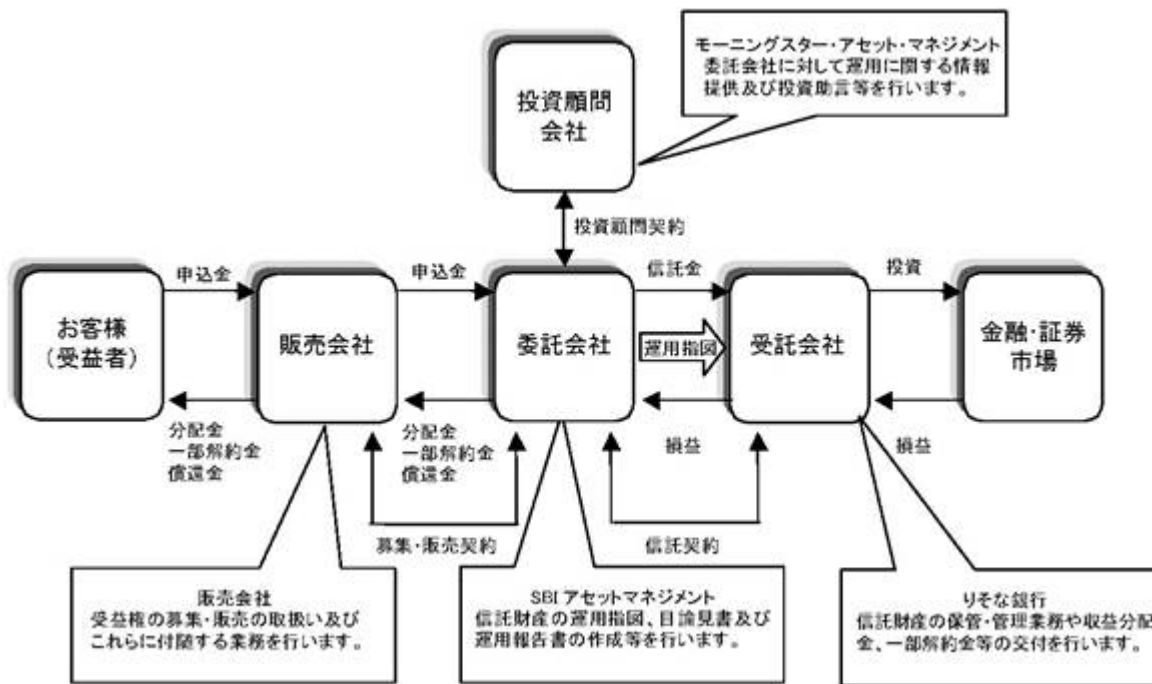 モーニングスター・アセット・マネジメント
委託会社に対して運用に関する情報
提供及び投資助言等を行います。
投資顧問
会社
投資顧問契約
申込金
申込金
信託金
投資
お客様
（受益者）
販売会社
委託会社
運用指図
受託会社
金融・証券
市場
分配金
一部解約金
償還金
分配金
一部解約金
償還金
損益
損益
募集・販売契約
信託契約
販売会社
受益権の募集・販売の取扱い及び
これらに付随する業務を行います。
SBI アセットマネジメント
信託財産の運用指図、目論見書及び
運用報告書の作成等を行います。
りそな銀行
信託財産の保管・管理業務や収益分配
金、一部解約金等の交付を行います。